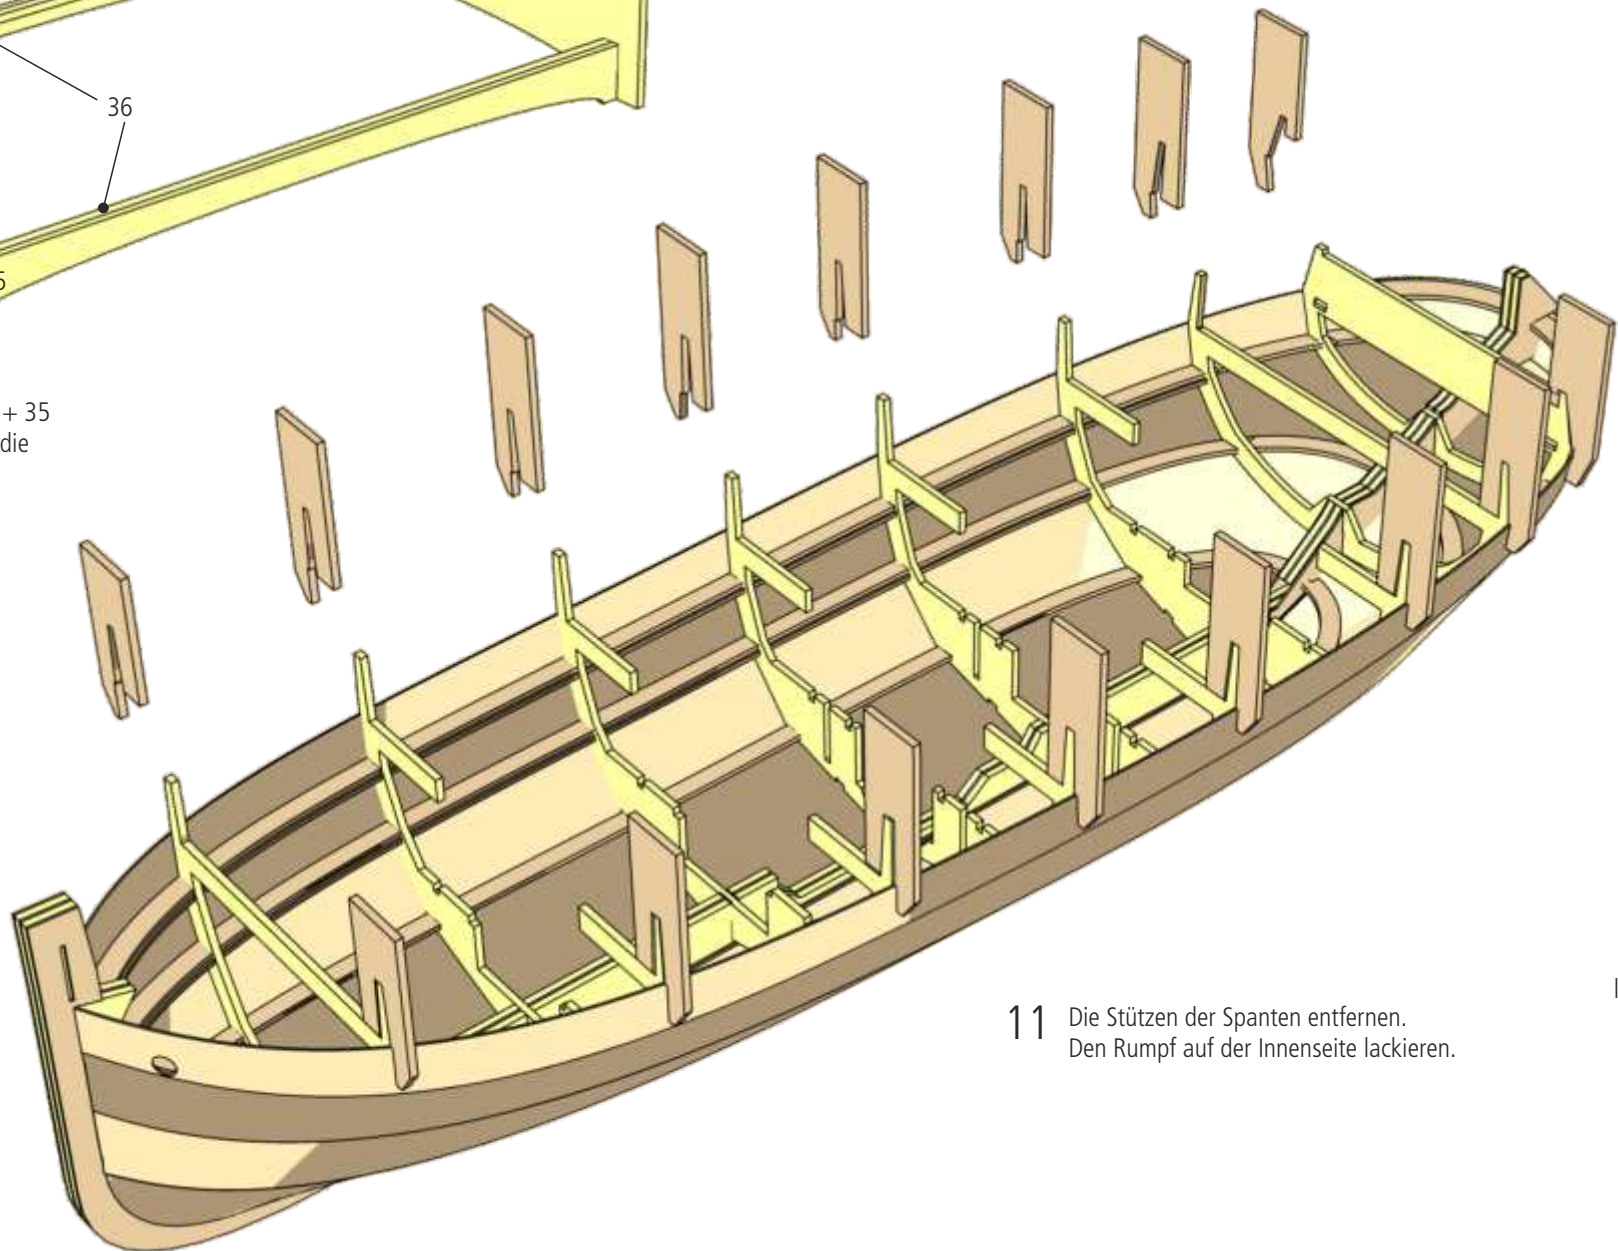 36
+ 35
die
11 Die Stützen der Spanten entfernen.
Den Rumpf auf der Innenseite lackieren.